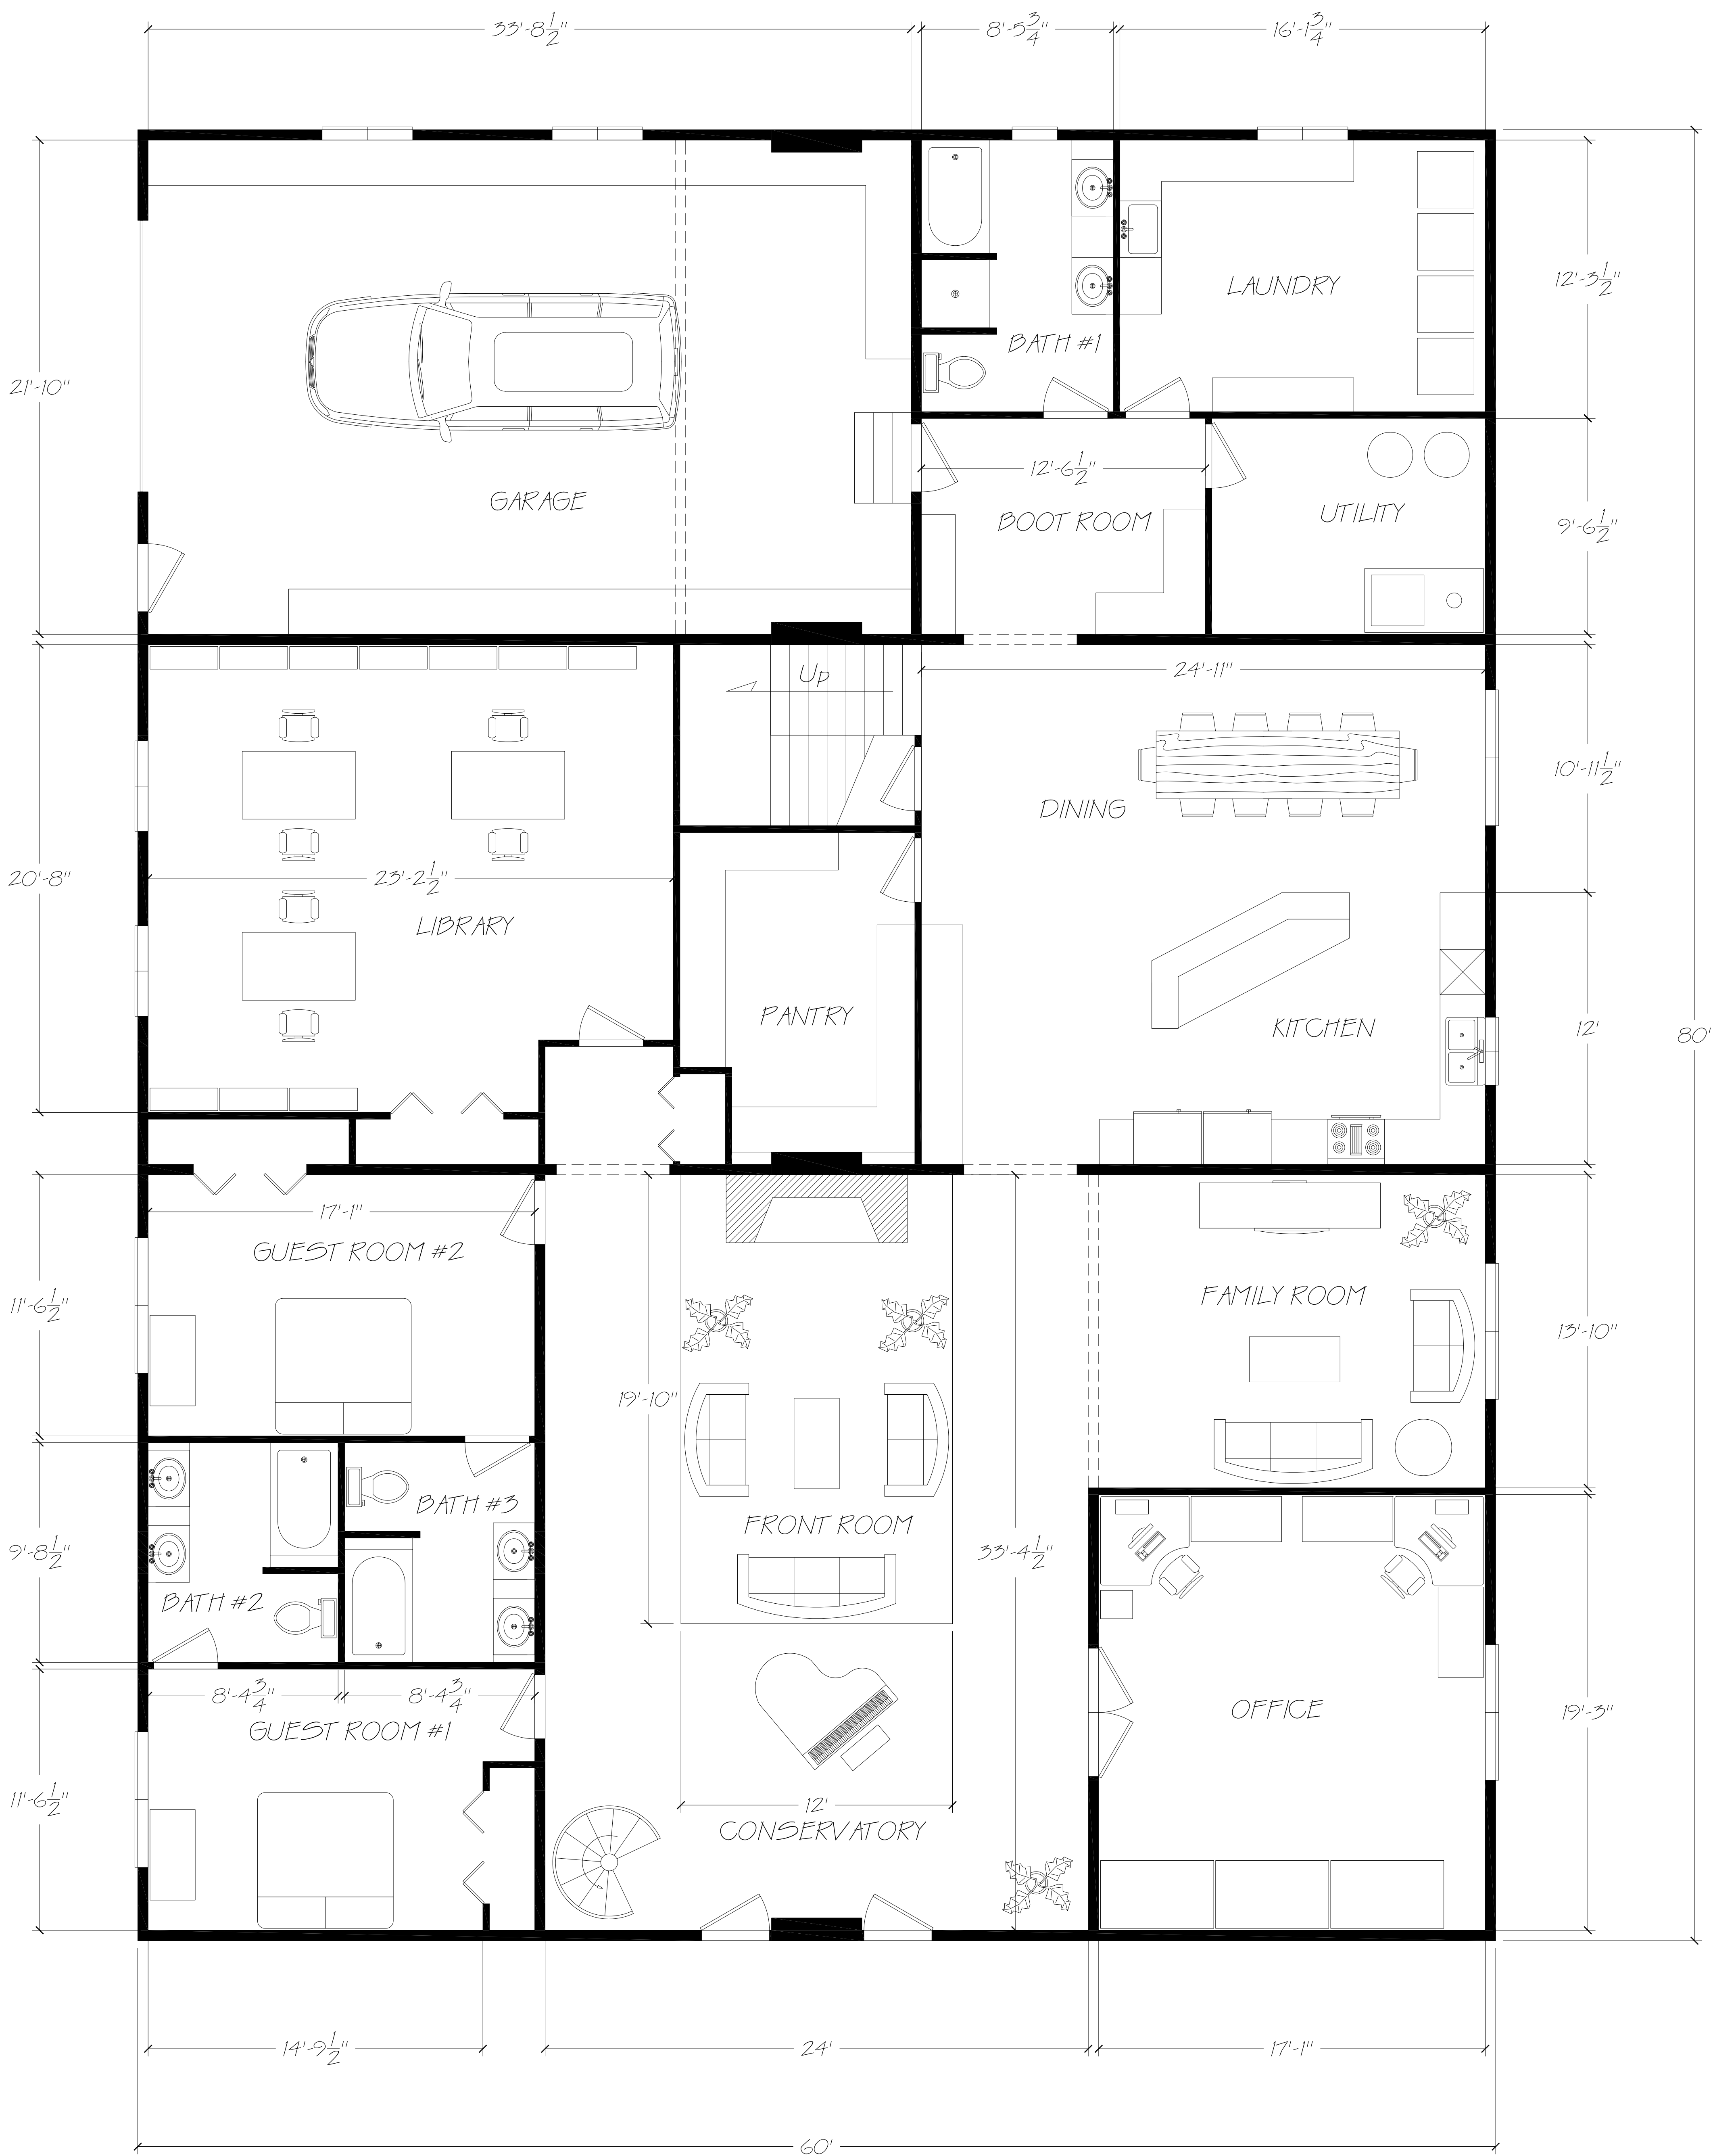 33'-8 1/2"
8'-5 3/4"
16'-1 3/4"
12'-3 1/2"
LAUNDRY
BATH #1
21'-10"
12'-6 1/2"
GARAGE
BOOT ROOM
UTILITY
9'-6 1/2"
Up
24'-11"
10'-11 1/2"
DINING
20'-8"
23'-2 1/2"
LIBRARY
PANTRY
KITCHEN
12'
80'
17'-1"
GUEST ROOM #2
11'-6 1/2"
FAMILY ROOM
13'-10"
19'-10"
BATH #3
FRONT ROOM
9'-8 1/2"
33'-4 1/2"
BATH #2
8'-4 3/4"
8'-4 3/4"
GUEST ROOM #1
OFFICE
19'-3"
11'-6 1/2"
12'
CONSERVATORY
14'-9 1/2"
24'
17'-1"
60'